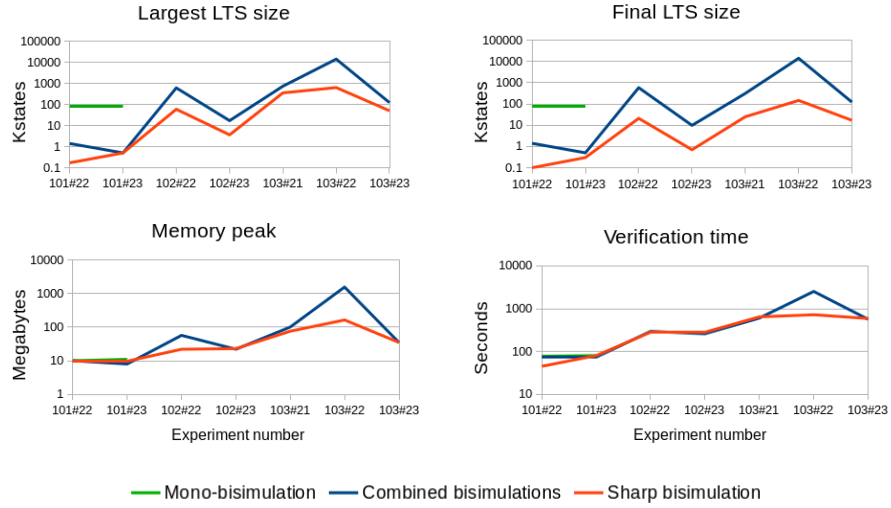 Largest LTS size
Kstates
100000
10000
1000
100
10
1
0.1
101#22 101#23 102#22 102#23 103#21 103#22 103#23
Final LTS size
Kstates
100000
10000
1000
100
10
1
0.1
101#22 101#23 102#22 102#23 103#21 103#22 103#23
Memory peak
Megabytes
10000
1000
100
10
1
101#22 101#23 102#22 102#23 103#21 103#22 103#23
Experiment number
Verification time
Seconds
10000
1000
100
10
101#22 101#23 102#22 102#23 103#21 103#22 103#23
Experiment number
Mono-bisimulation Combined bisimulations Sharp bisimulation